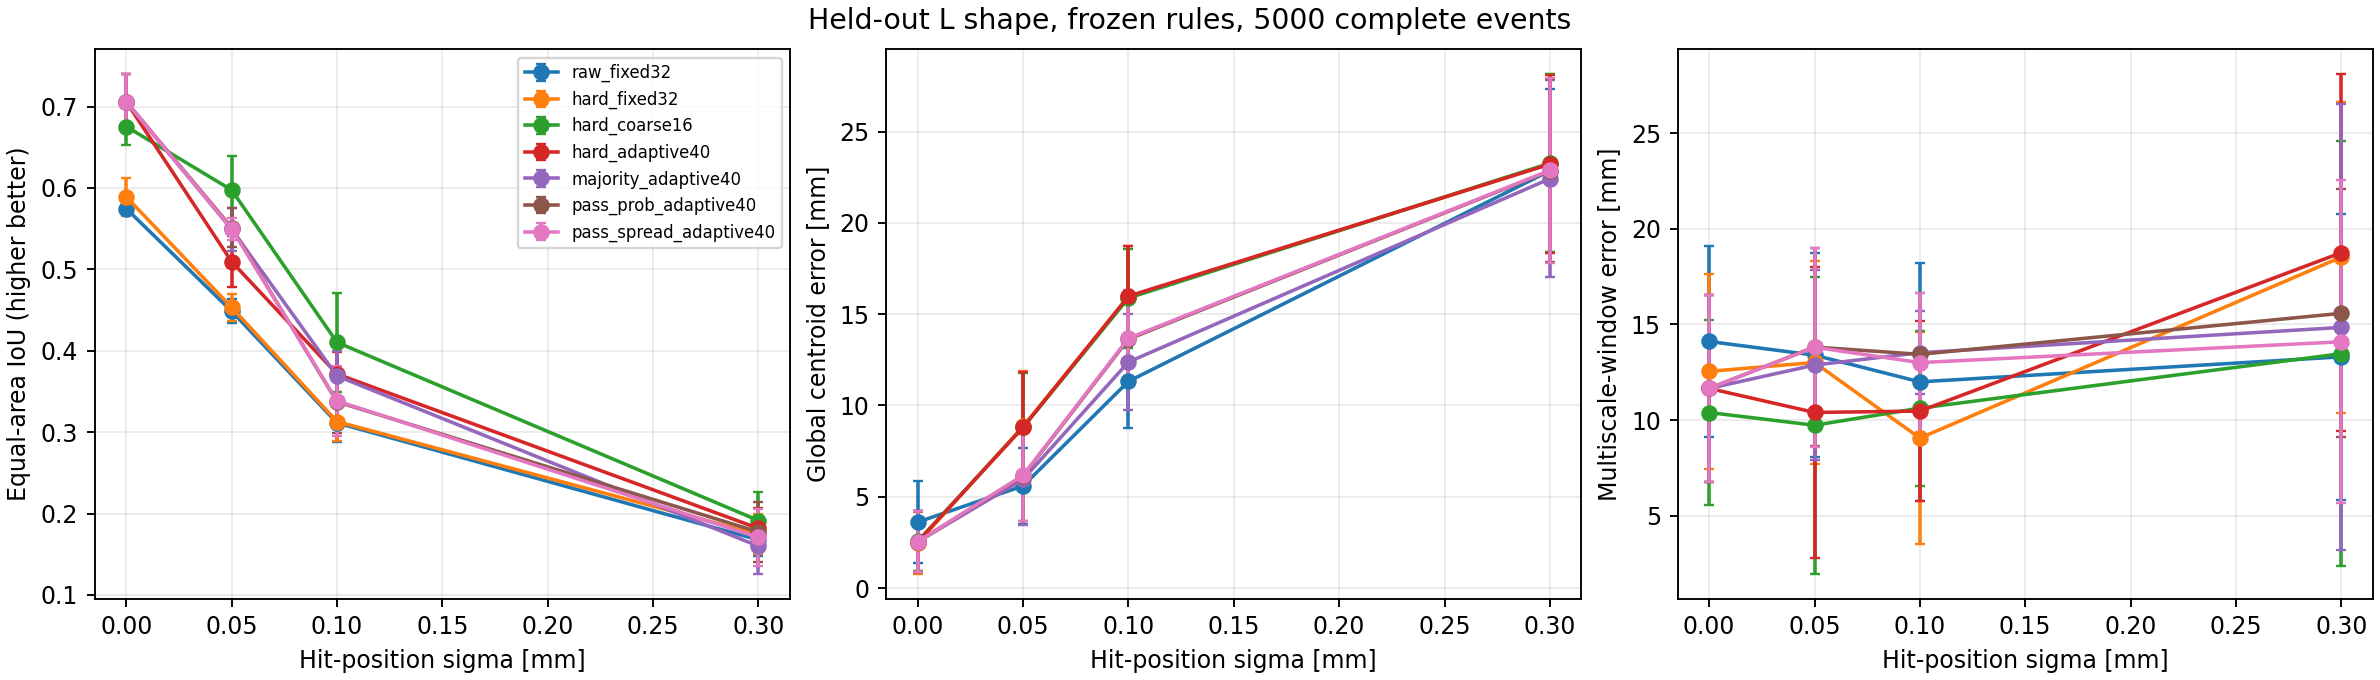 Held-out L shape, frozen rules, 5000 complete events
Equal-area IoU (higher better)
0.7
0.6
0.5
0.4
0.3
0.2
0.1
raw_fixed32
hard_fixed32
hard_coarse16
hard_adaptive40
majority_adaptive40
pass_prob_adaptive40
pass_spread_adaptive40
0.00 0.05 0.10 0.15 0.20 0.25 0.30
Hit-position sigma [mm]
Global centroid error [mm]
25
20
15
10
5
0
0.00 0.05 0.10 0.15 0.20 0.25 0.30
Hit-position sigma [mm]
Multiscale-window error [mm]
25
20
15
10
5
0.00 0.05 0.10 0.15 0.20 0.25 0.30
Hit-position sigma [mm]